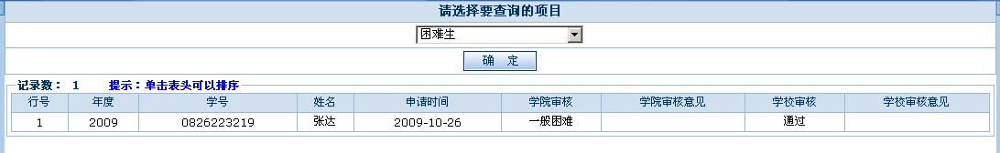 请选择要查询的项目
困难生
确 定
记录数： 1 提示：单击表头可以排序
行号 年度 学号 姓名 申请时间 学院审核 学院审核意见 学校审核 学校审核意见
1 2009 0826223219 张达 2009-10-26 一般困难 通过